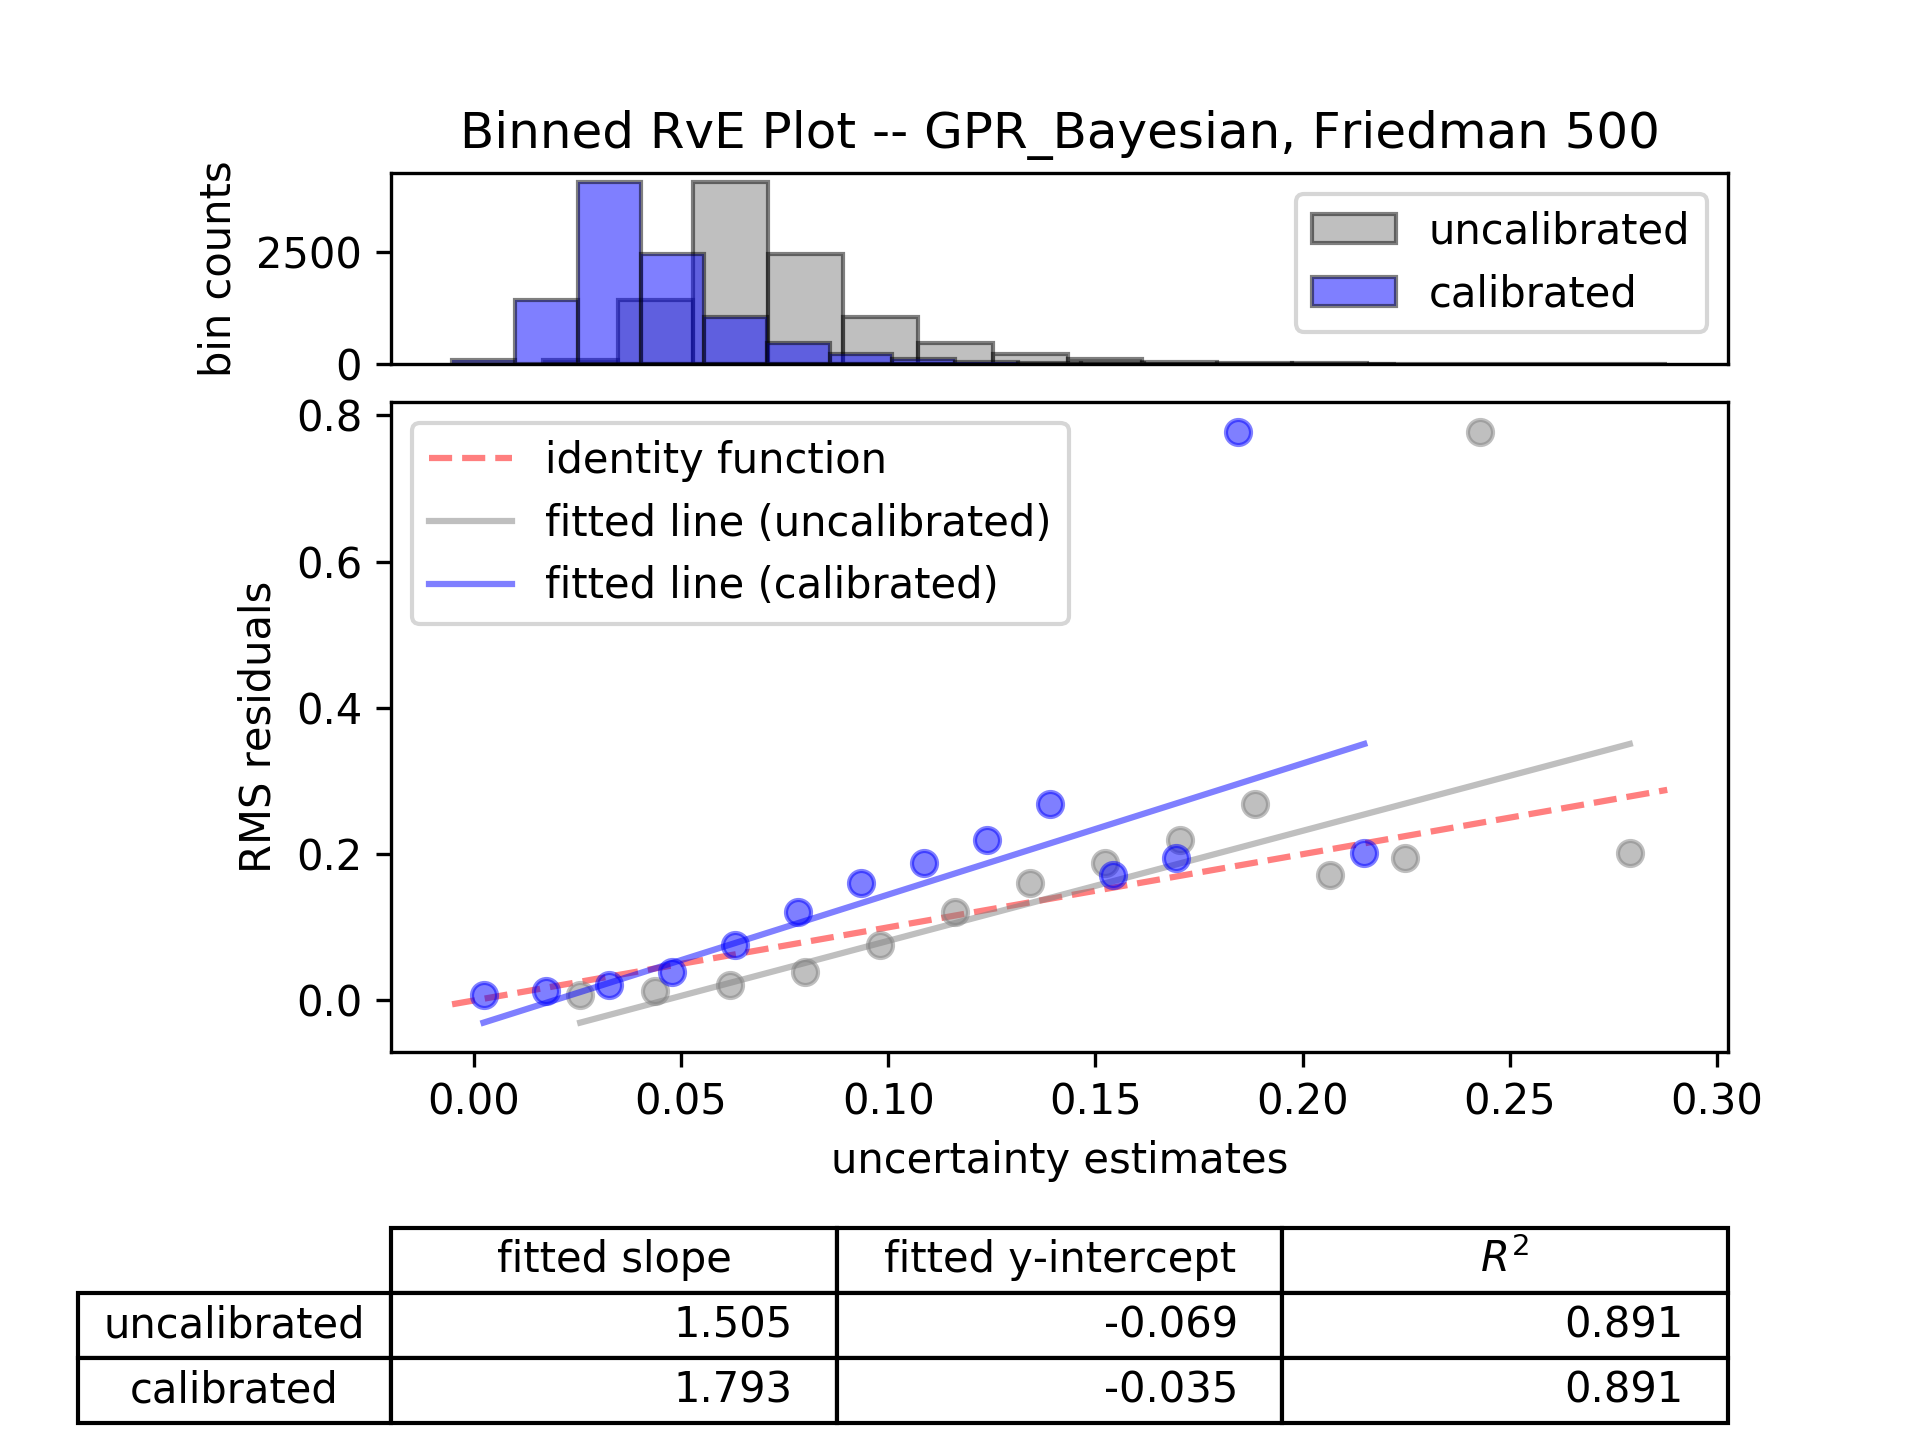 Binned RvE Plot -- GPR_Bayesian, Friedman 500
bin counts
2500
0
uncalibrated
calibrated
RMS residuals
0.8
0.6
0.4
0.2
0.0
identity function
fitted line (uncalibrated)
fitted line (calibrated)
0.00 0.05 0.10 0.15 0.20 0.25 0.30
uncertainty estimates
fitted slope fitted y-intercept R²
uncalibrated 1.505 -0.069 0.891
calibrated 1.793 -0.035 0.891